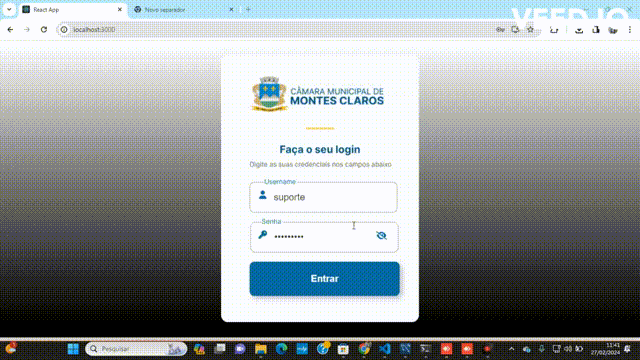 React App
Novo separador
VEED.IO
localhost:3000
CÂMARA MUNICIPAL DE
MONTES CLAROS
Faça o seu login
Digite as suas credenciais nos campos abaixo
Username
suporte
Senha
•••••••••
Entrar
Pesquisar
11:41
27/02/2024